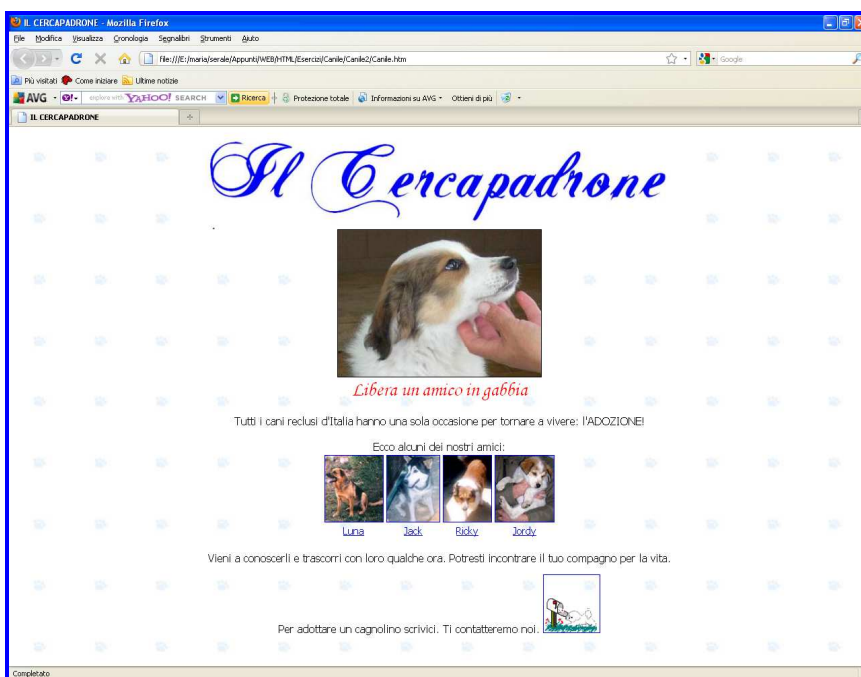 IL CERCAPADRONE - Mozilla Firefox
File Modifica Visualizza Cronologia Segnalibri Strumenti Aiuto
file:///E:/maria/serale/Appunti/WEB/HTML/Esercizi/Canile/Canile2/Canile.htm Google
Più visitati Come iniziare Ultime notizie
AVG explore with YAHOO! SEARCH Ricerca Protezione totale Informazioni su AVG Ottieni di più
IL CERCAPADRONE
Il Cercapadrone
Libera un amico in gabbia
Tutti i cani reclusi d'Italia hanno una sola occasione per tornare a vivere: l'ADOZIONE!
Ecco alcuni dei nostri amici:
Luna Jack Ricky Jordy
Vieni a conoscerli e trascorri con loro qualche ora. Potresti incontrare il tuo compagno per la vita.
Per adottare un cagnolino scrivici. Ti contatteremo noi.
Completato